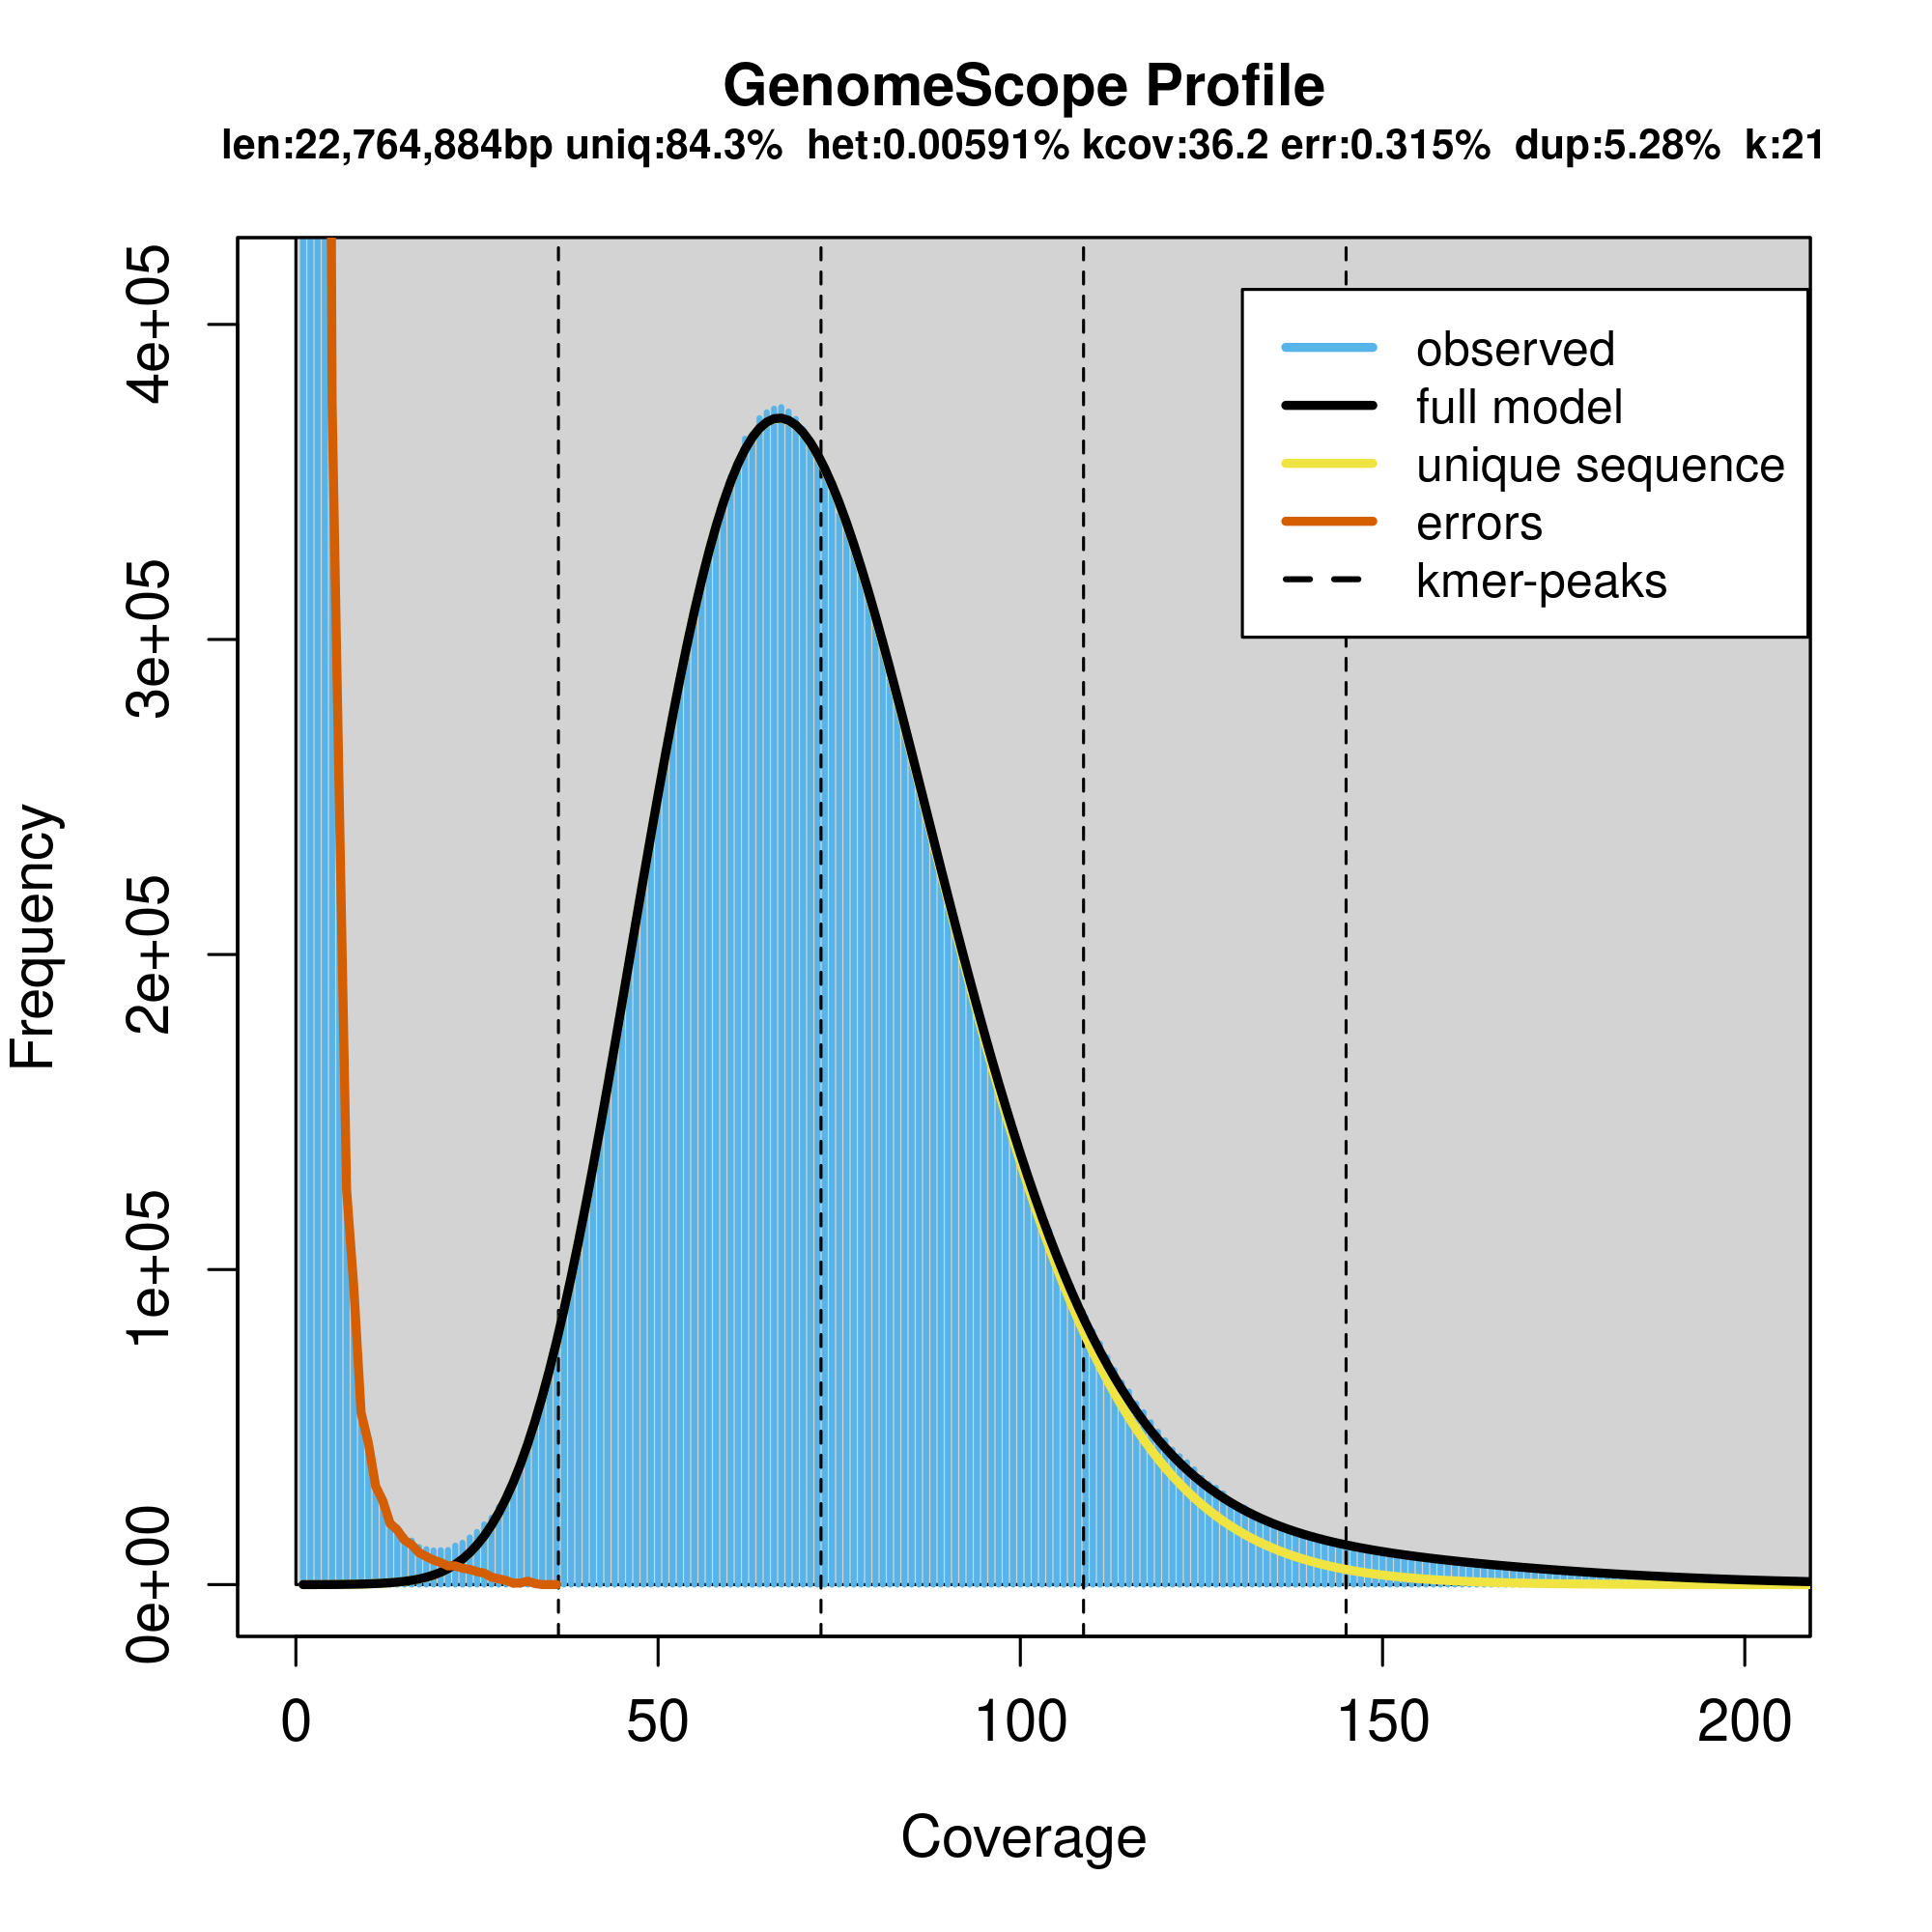 GenomeScope Profile
len:22,764,884bp uniq:84.3% het:0.00591% kcov:36.2 err:0.315% dup:5.28% k:21
observed
full model
unique sequence
errors
kmer-peaks
Frequency
4e+05
3e+05
2e+05
1e+05
0e+00
0 50 100 150 200
Coverage